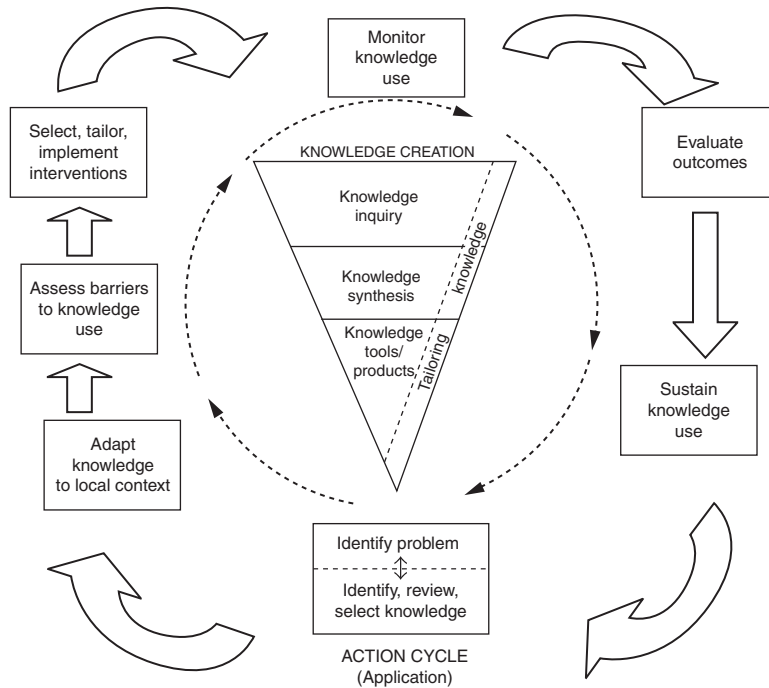 Monitor
knowledge
use
Select, tailor,
implement
interventions
Evaluate
outcomes
KNOWLEDGE CREATION
Knowledge
inquiry
Knowledge
synthesis
Knowledge
tools/
products
Tailoring
knowledge
Assess barriers
to knowledge
use
Sustain
knowledge
use
Adapt
knowledge
to local context
Identify problem
Identify, review,
select knowledge
ACTION CYCLE
(Application)